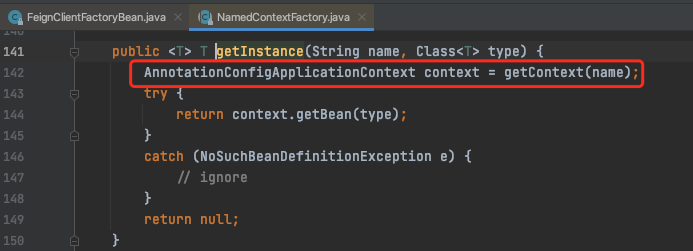 FeignClientFactoryBean.java × NamedContextFactory.java ×
141 public <T> T getInstance(String name, Class<T> type) {
142 AnnotationConfigApplicationContext context = getContext(name);
143 try {
144 return context.getBean(type);
145 }
146 catch (NoSuchBeanDefinitionException e) {
147 // ignore
148 }
149 return null;
150 }